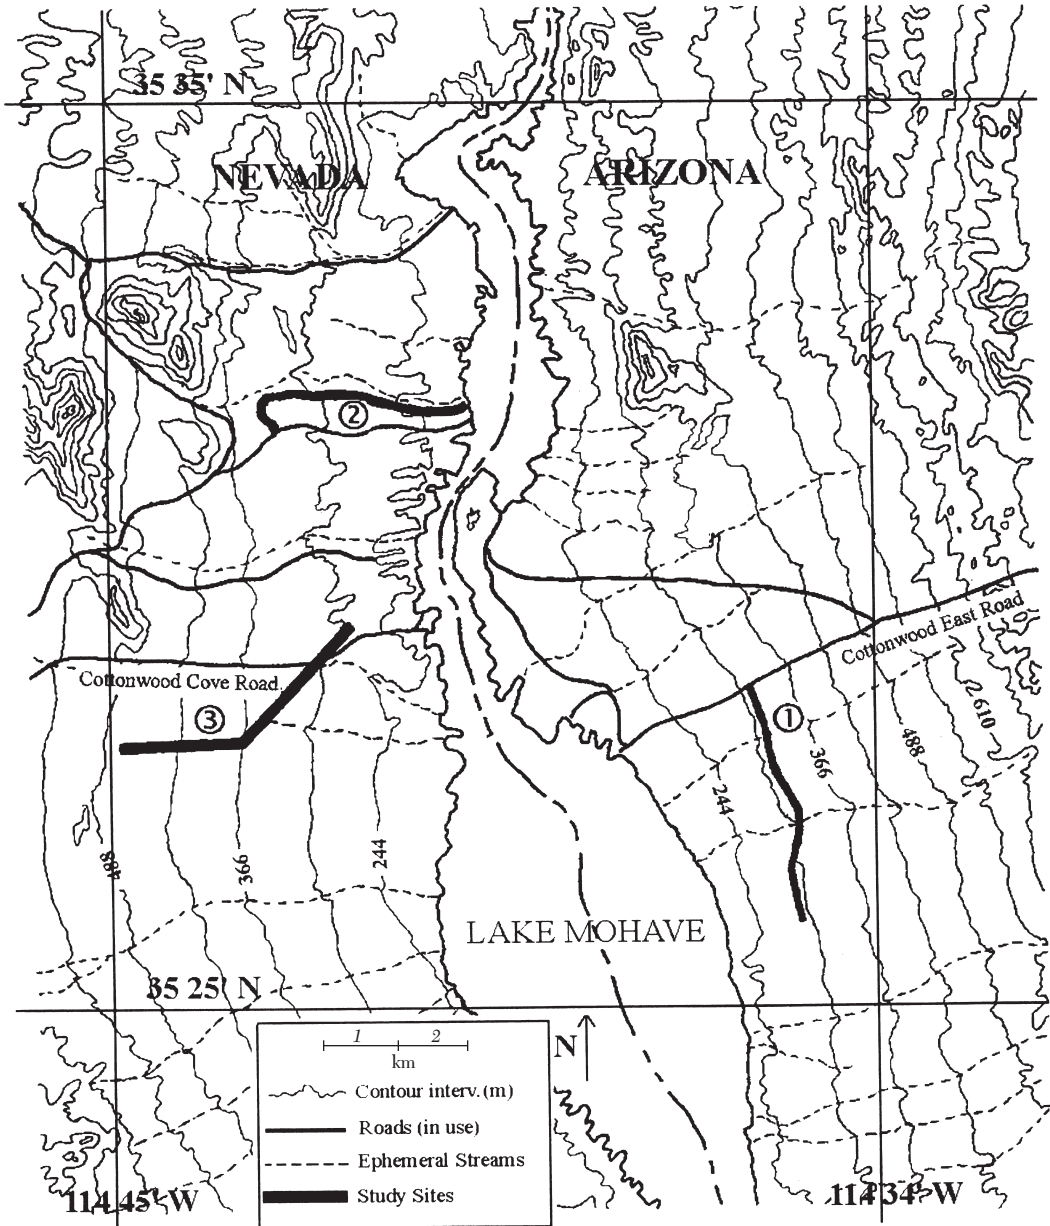 35 35' N
NEVADA
ARIZONA
②
Cottonwood East Road
Cottonwood Cove Road
③
①
610
488
366
244
488
366
244
LAKE MOHAVE
35 25' N
1 2
km
N
Contour interv. (m)
Roads (in use)
Ephemeral Streams
Study Sites
114 45' W
114 34' W